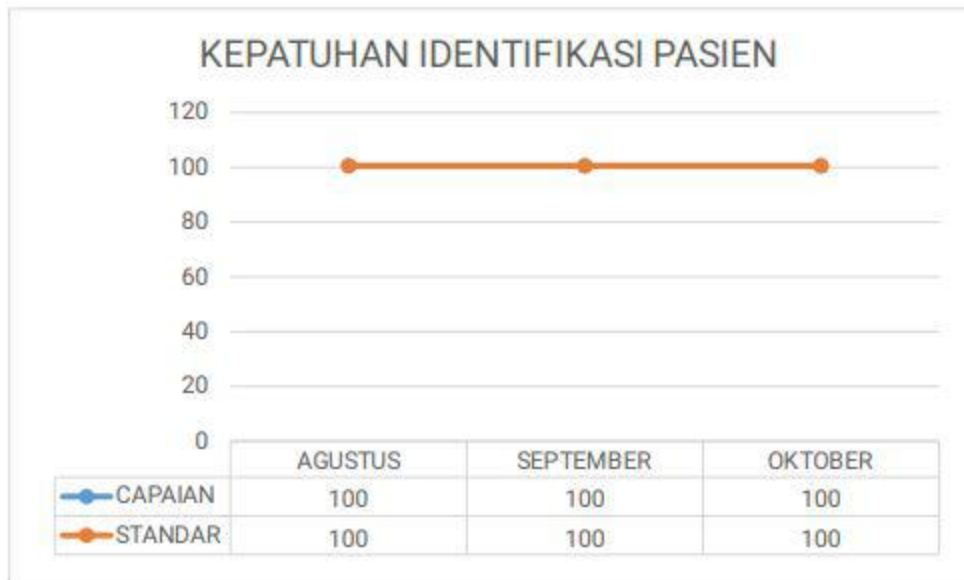 KEPATUHAN IDENTIFIKASI PASIEN
120
100
80
60
40
20
0
AGUSTUS SEPTEMBER OKTOBER
CAPAIAN 100 100 100
STANDAR 100 100 100